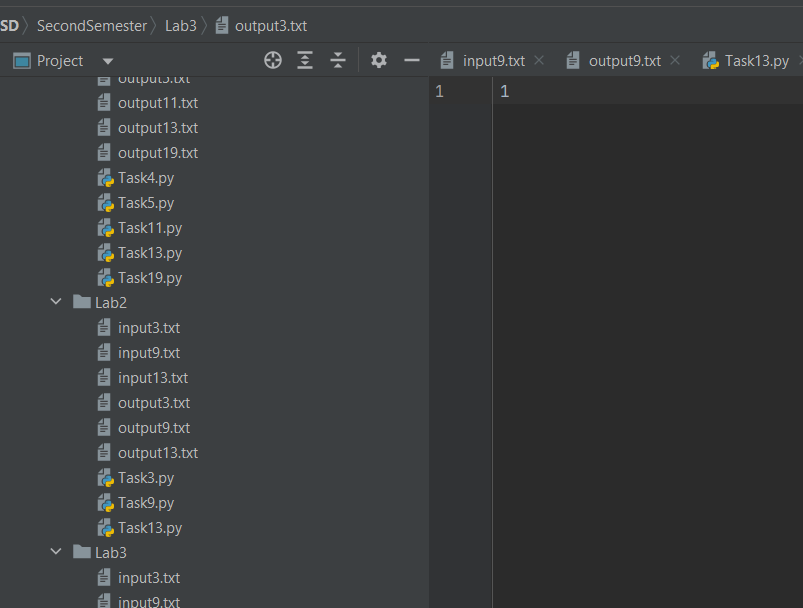 SD SecondSemester Lab3 output3.txt
Project
input9.txt output9.txt Task13.py
output5.txt
output11.txt
output13.txt
output19.txt
Task4.py
Task5.py
Task11.py
Task13.py
Task19.py
Lab2
input3.txt
input9.txt
input13.txt
output3.txt
output9.txt
output13.txt
Task3.py
Task9.py
Task13.py
Lab3
input3.txt
input9.txt
1 1